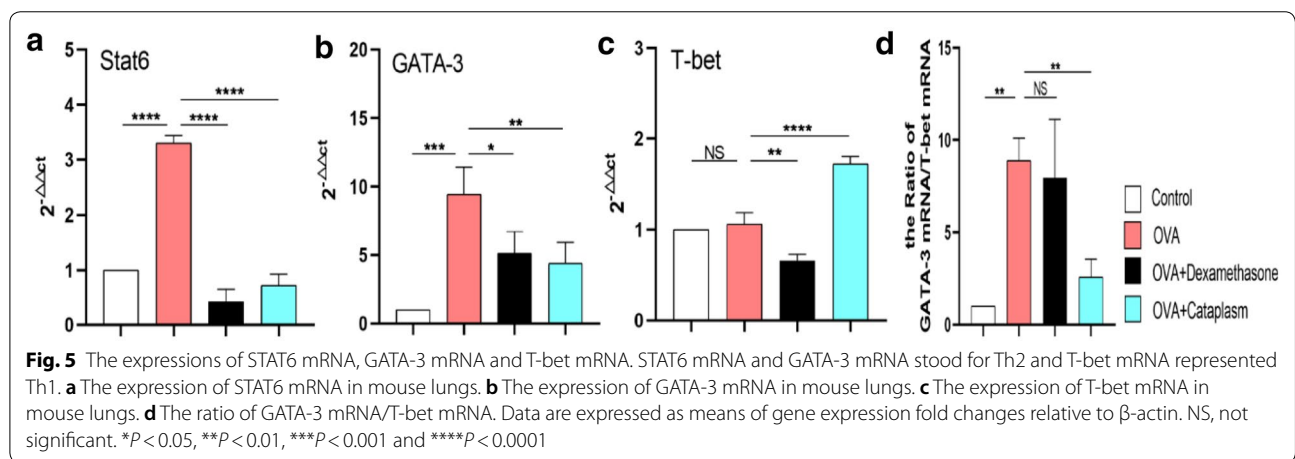 a
Stat6
5
4
3
2
1
0
2^-△△ct
****
****
****
b
GATA-3
20
15
10
5
0
2^-△△ct
***
*
**
c
T-bet
3
2
1
0
2^-△△ct
NS
**
****
d
the Ratio of
GATA-3 mRNA/T-bet mRNA
15
10
5
0
**
NS
**
Control
OVA
OVA+Dexamethasone
OVA+Cataplasm
Fig. 5 The expressions of STAT6 mRNA, GATA-3 mRNA and T-bet mRNA. STAT6 mRNA and GATA-3 mRNA stood for Th2 and T-bet mRNA represented
Th1. a The expression of STAT6 mRNA in mouse lungs. b The expression of GATA-3 mRNA in mouse lungs. c The expression of T-bet mRNA in
mouse lungs. d The ratio of GATA-3 mRNA/T-bet mRNA. Data are expressed as means of gene expression fold changes relative to β-actin. NS, not
significant. *P < 0.05, **P < 0.01, ***P < 0.001 and ****P < 0.0001